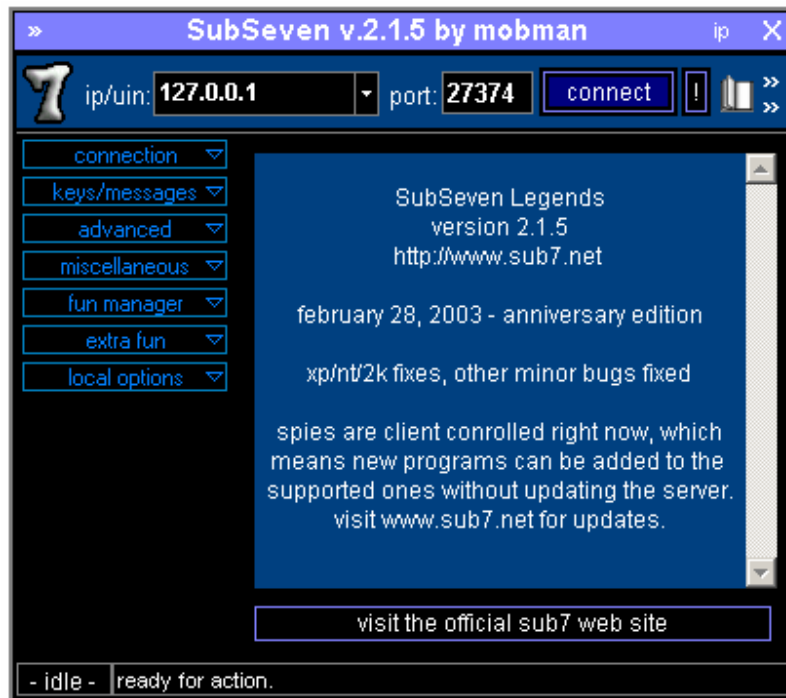 » SubSeven v.2.1.5 by mobman ip X
7 ip/uin: 127.0.0.1 port: 27374 connect ! »
»
connection
keys/messages
advanced
miscellaneous
fun manager
extra fun
local options
SubSeven Legends
version 2.1.5
http://www.sub7.net
february 28, 2003 - anniversary edition
xp/nt/2k fixes, other minor bugs fixed
spies are client conrolled right now, which
means new programs can be added to the
supported ones without updating the server.
visit www.sub7.net for updates.
visit the official sub7 web site
- idle - ready for action.